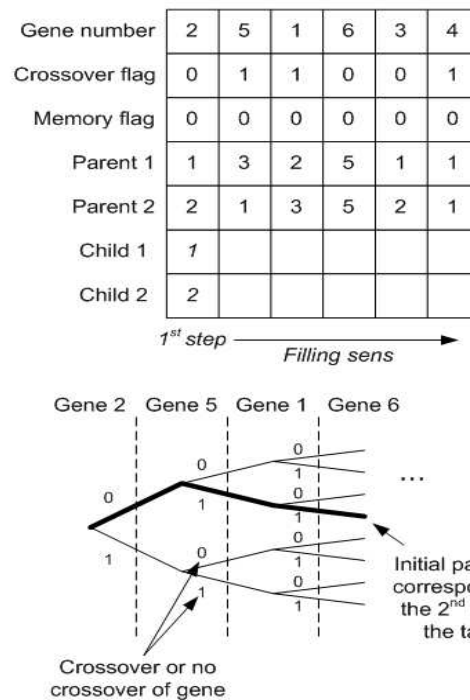 Gene number 2 5 1 6 3 4
Crossover flag 0 1 1 0 0 1
Memory flag 0 0 0 0 0 0
Parent 1 1 3 2 5 1 1
Parent 2 2 1 3 5 2 1
Child 1 1
Child 2 2
1st step
Filling sens
Gene 2 Gene 5 Gene 1 Gene 6
0
0
0
1
0
1
1
...
1
0
0
1
1
0
1
Initial
the 2nd
the
Crossover or no
crossover of gene